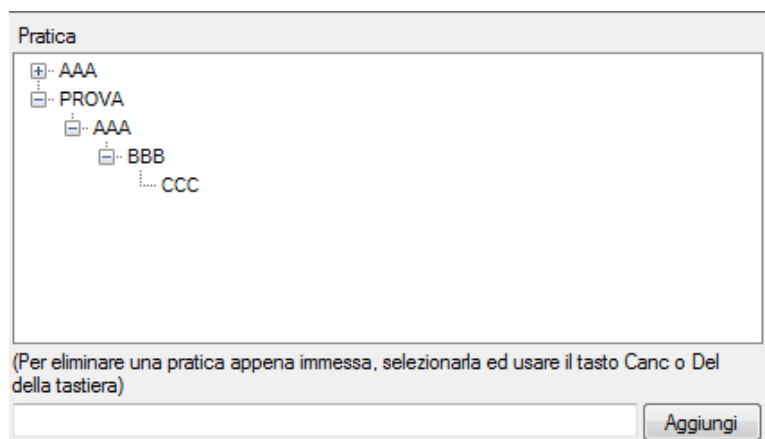 Pratica
AAA
PROVA
AAA
BBB
CCC
(Per eliminare una pratica appena immessa, selezionarla ed usare il tasto Canc o Del
della tastiera)
Aggiungi